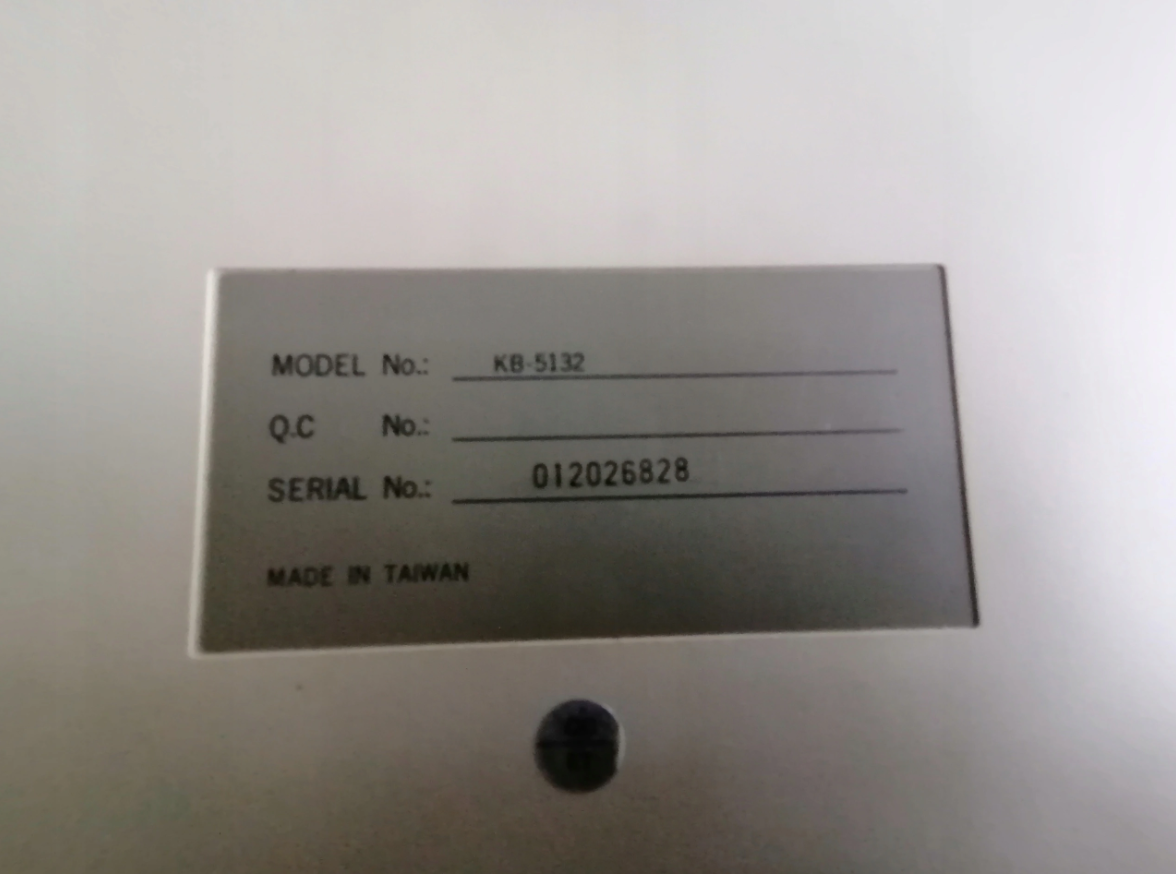 MODEL No.: KB-5132
Q.C No.:
SERIAL No.: 012026828
MADE IN TAIWAN